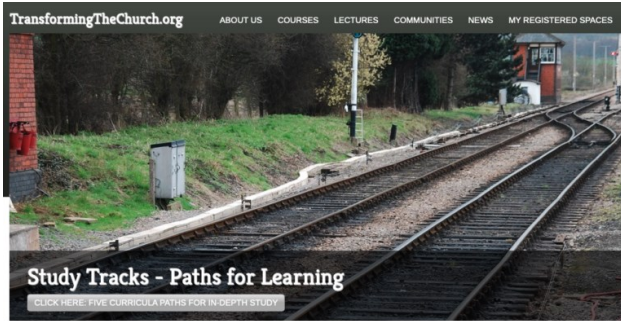 TransformingTheChurch.org
ABOUT US COURSES LECTURES COMMUNITIES NEWS MY REGISTERED SPACES
Study Tracks - Paths for Learning
CLICK HERE: FIVE CURRICULA PATHS FOR IN-DEPTH STUDY